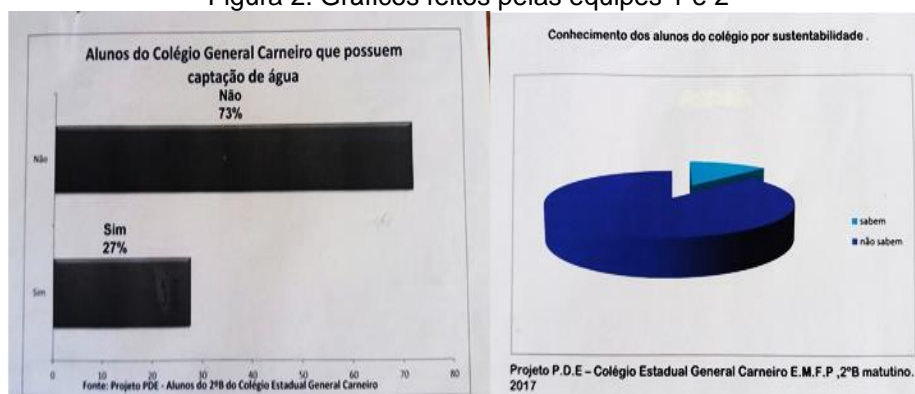 Figura 2: Gráficos feitos pelas equipes 1 e 2
Alunos do Colégio General Carneiro que possuem
captação de água
Não
73%
Não
Sim
27%
Sim
0 10 20 30 40 50 60 70 80
Fonte: Projeto PDE - Alunos do 2ºB do Colégio Estadual General Carneiro
Conhecimento dos alunos do colégio por sustentabilidade .
sabem
não sabem
Projeto P.D.E – Colégio Estadual General Carneiro E.M.F.P ,2ºB matutino.
2017